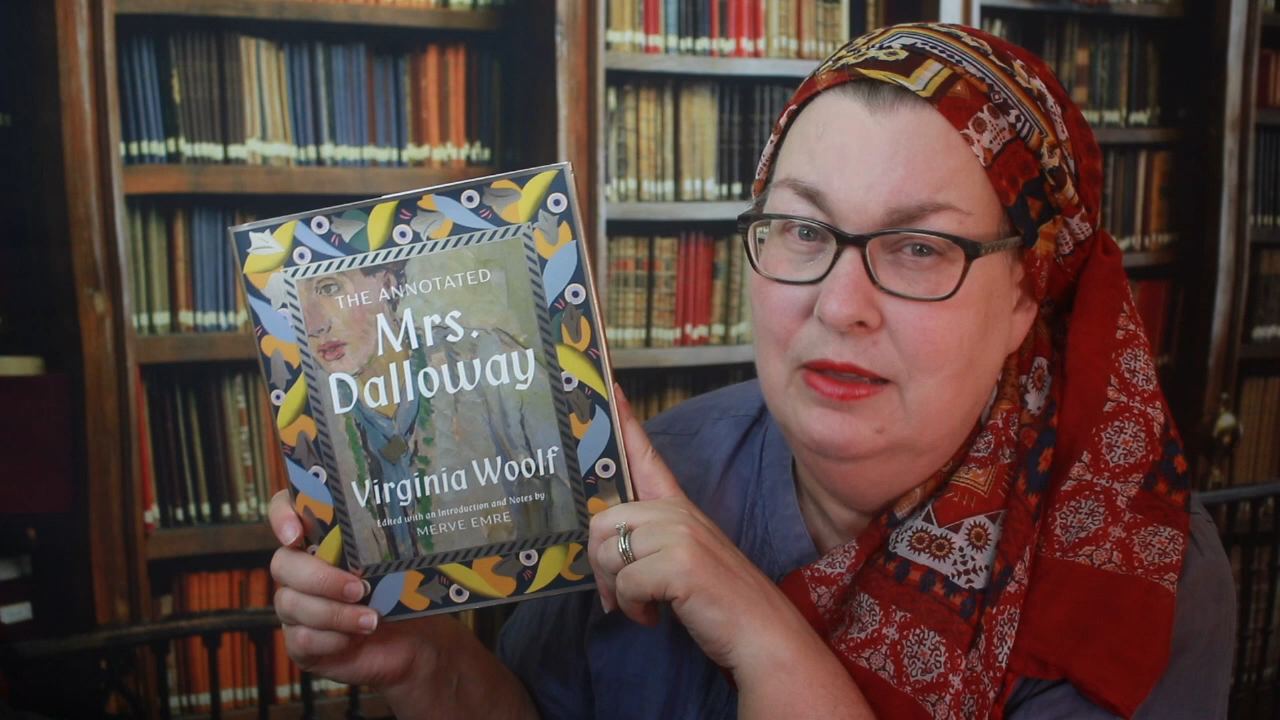 THE ANNOTATED
Mrs.
Dalloway
Virginia Woolf
Edited with an Introduction and Notes by
MERVE EMRE